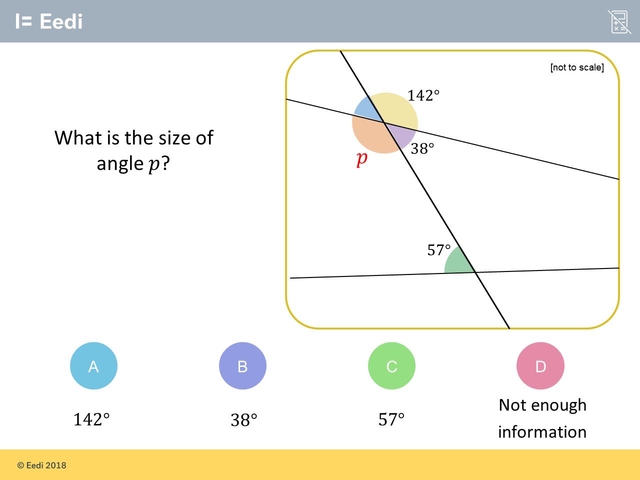 I= Eedi
[not to scale]
142°
What is the size of
angle p?
38°
p
57°
A
B
C
D
142°
38°
57°
Not enough
information
© Eedi 2018